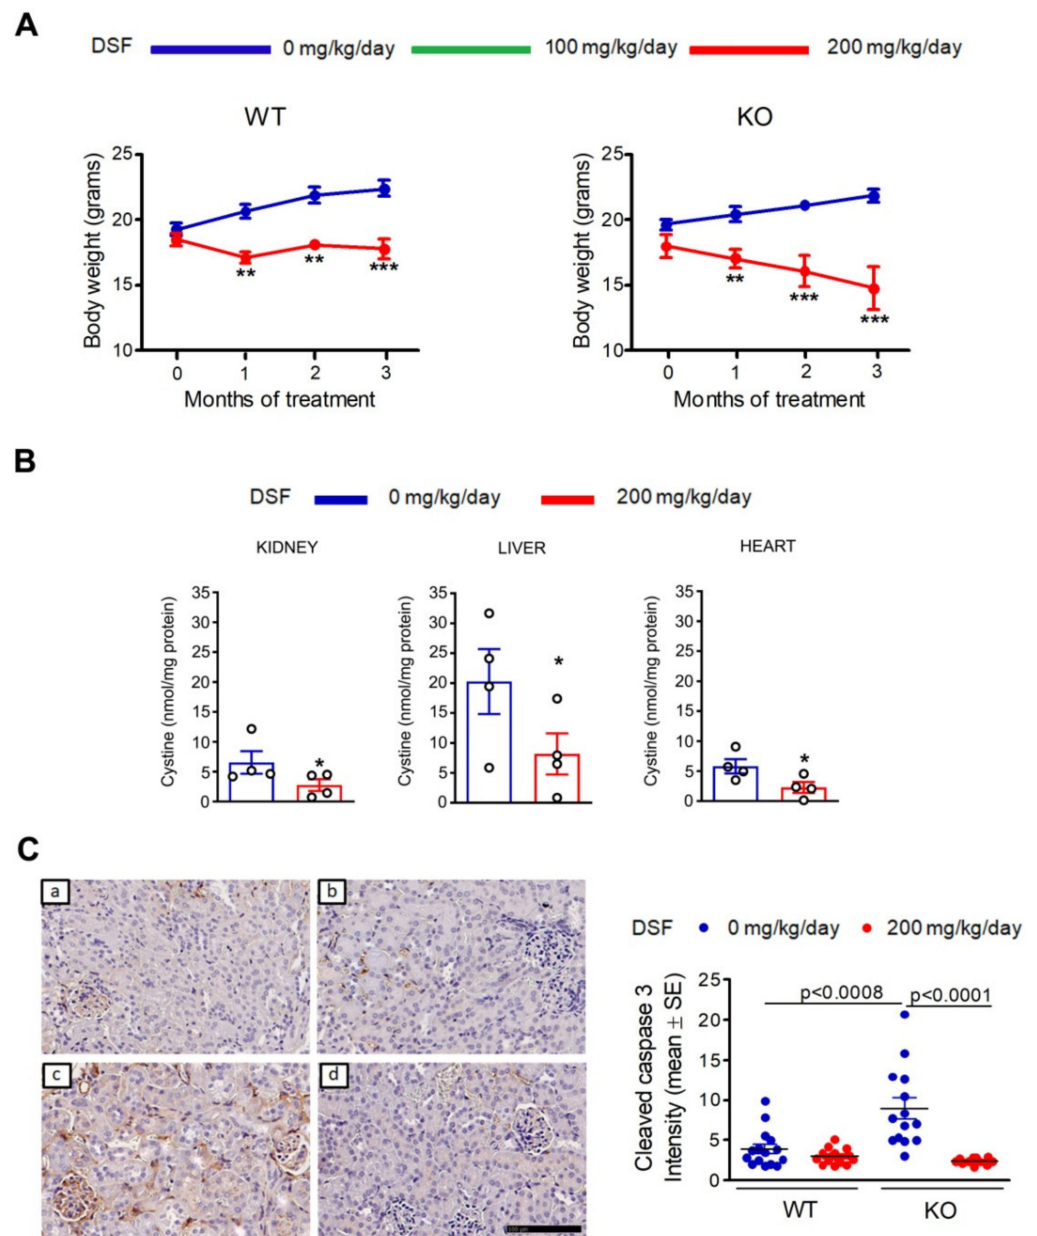 A
DSF 0 mg/kg/day 100 mg/kg/day 200 mg/kg/day
WT
Body weight (grams)
25
20
15
10
** ** ***
0 1 2 3
Months of treatment
KO
Body weight (grams)
25
20
15
10
** *** ***
0 1 2 3
Months of treatment
B
DSF 0 mg/kg/day 200 mg/kg/day
KIDNEY
Cystine (nmol/mg protein)
35
30
25
20
15
10
5
0
*
LIVER
Cystine (nmol/mg protein)
35
30
25
20
15
10
5
0
*
HEART
Cystine (nmol/mg protein)
35
30
25
20
15
10
5
0
*
C
a
b
c
d
DSF 0 mg/kg/day 200 mg/kg/day
Cleaved caspase 3
Intensity (mean ± SE)
25
20
15
10
5
0
p<0.0008 p<0.0001
WT KO